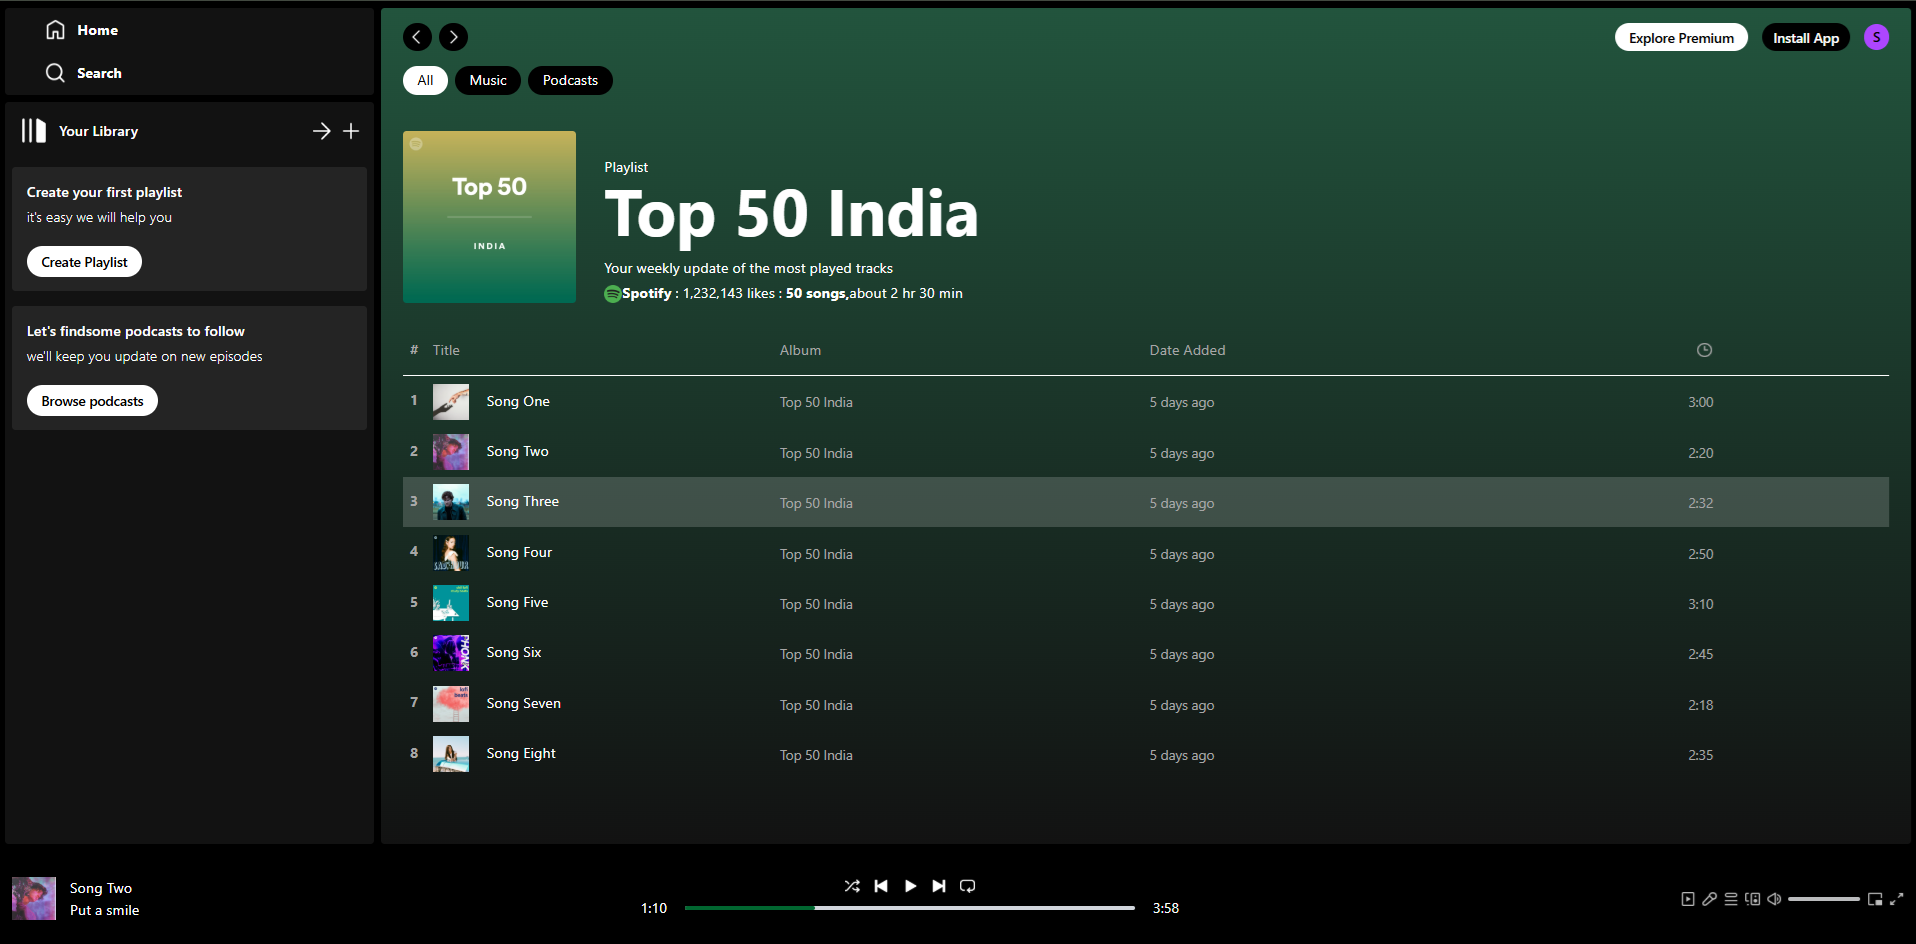 Home
Search
Your Library
Create your first playlist
it's easy we will help you
Create Playlist
Let's findsome podcasts to follow
we'll keep you update on new episodes
Browse podcasts
Explore Premium
Install App
S
All
Music
Podcasts
Top 50
INDIA
Playlist
Top 50 India
Your weekly update of the most played tracks
Spotify : 1,232,143 likes : 50 songs,about 2 hr 30 min
# Title Album Date Added
1 Song One Top 50 India 5 days ago 3:00
2 Song Two Top 50 India 5 days ago 2:20
3 Song Three Top 50 India 5 days ago 2:32
4 Song Four Top 50 India 5 days ago 2:50
5 Song Five Top 50 India 5 days ago 3:10
6 Song Six Top 50 India 5 days ago 2:45
PHONK
7 Song Seven Top 50 India 5 days ago 2:18
lofi
beats
8 Song Eight Top 50 India 5 days ago 2:35
Song Two
Put a smile
1:10
3:58